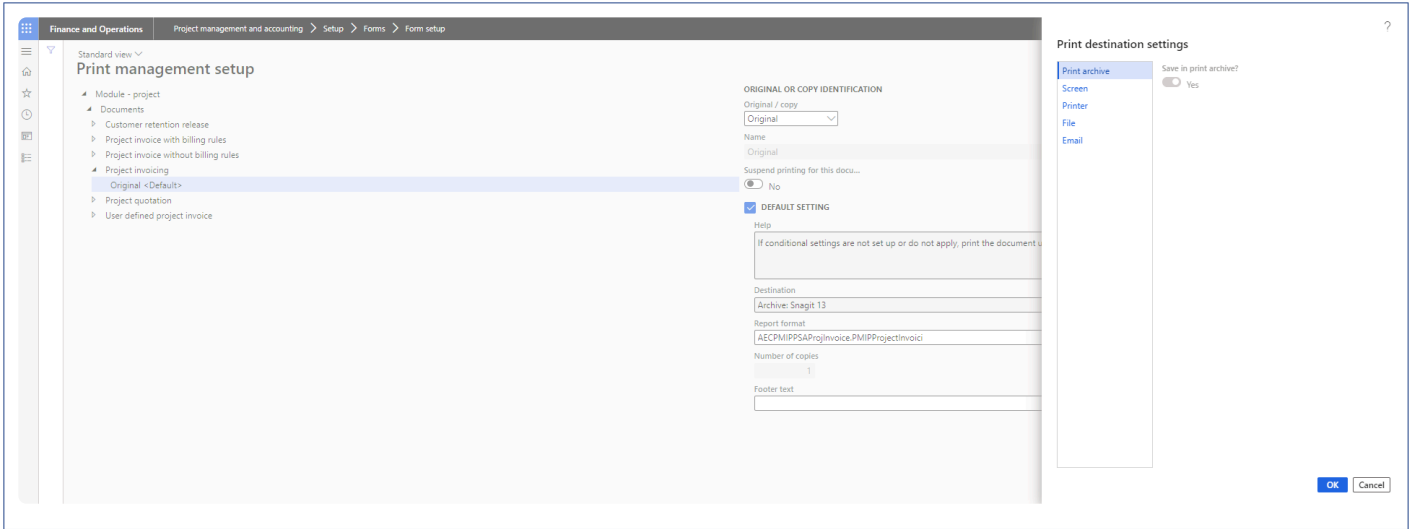 Finance and Operations
Project management and accounting > Setup > Forms > Form setup
?
Standard view
Print management setup
Module - project
Documents
Customer retention release
Project invoice with billing rules
Project invoice without billing rules
Project invoicing
Original <Default>
Project quotation
User defined project invoice
ORIGINAL OR COPY IDENTIFICATION
Original / copy
Original
Name
Original
Suspend printing for this docu...
No
DEFAULT SETTING
Help
If conditional settings are not set up or do not apply, print the document u
Destination
Archive: Snagit 13
Report format
AECPMIPPSAProjInvoice.PMIPProjectInvoici
Number of copies
1
Footer text
Print destination settings
Print archive
Screen
Printer
File
Email
Save in print archive?
Yes
OK
Cancel